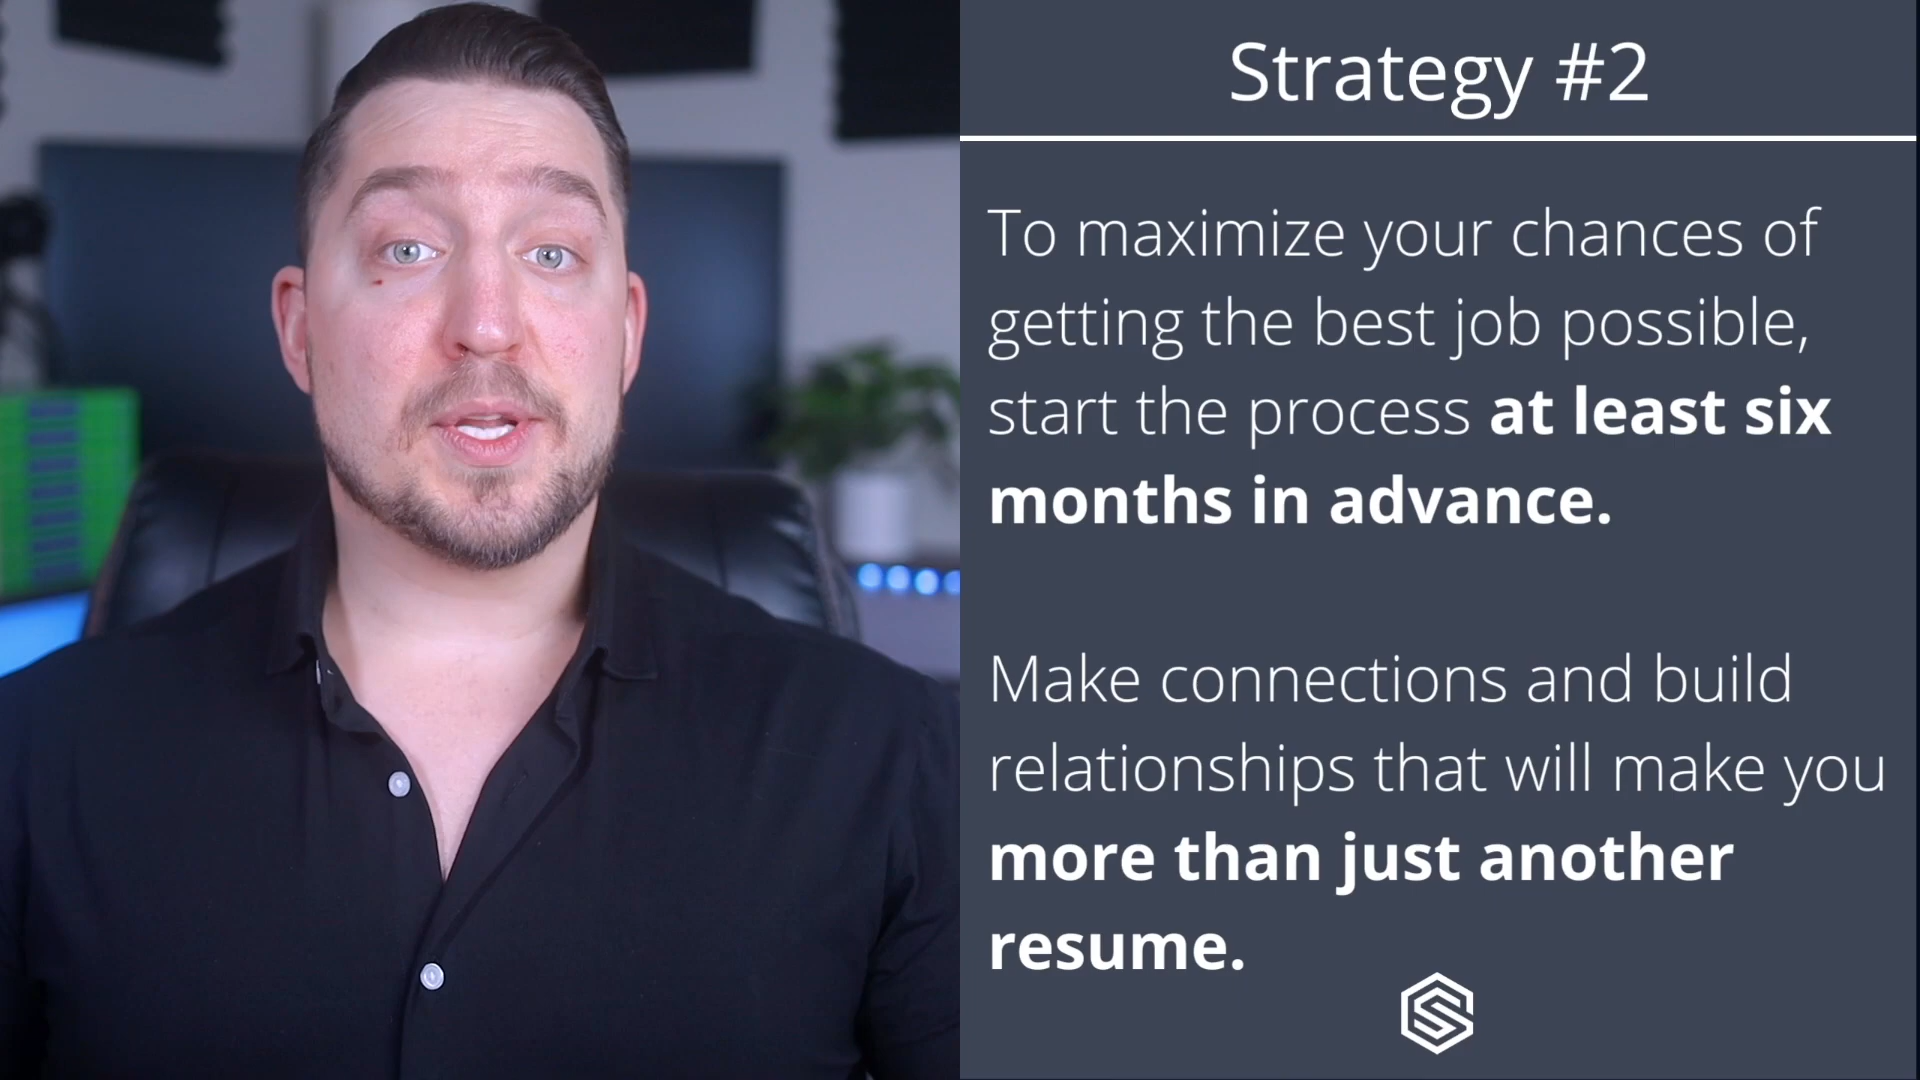 Strategy #2
To maximize your chances of
getting the best job possible,
start the process at least six
months in advance.
Make connections and build
relationships that will make you
more than just another
resume.